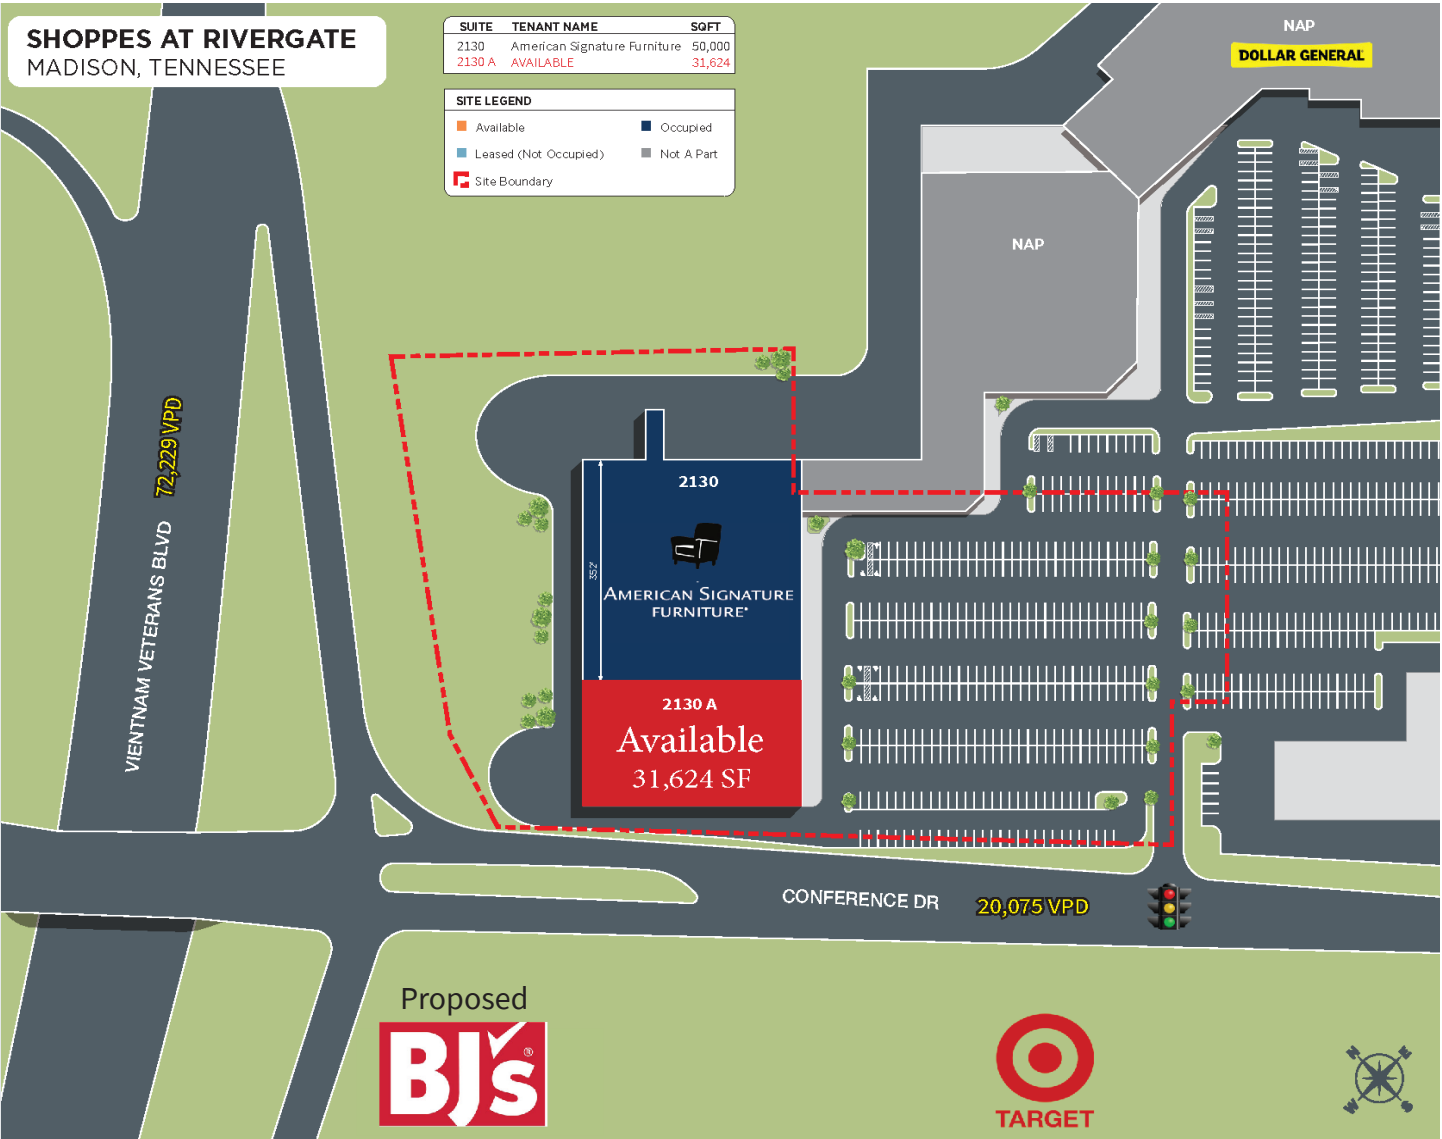 SHOPPES AT RIVERGATE
MADISON, TENNESSEE
SUITE TENANT NAME SQFT
2130 American Signature Furniture 50,000
2130 A AVAILABLE 31,624
SITE LEGEND
Available
Occupied
Leased (Not Occupied)
Not A Part
Site Boundary
NAP
DOLLAR GENERAL
NAP
72,229 VPD
VIENTNAM VETERANS BLVD
2130
352'
AMERICAN SIGNATURE
FURNITURE
2130 A
Available
31,624 SF
CONFERENCE DR
20,075 VPD
Proposed
BJ's®
TARGET
N
E
W
S